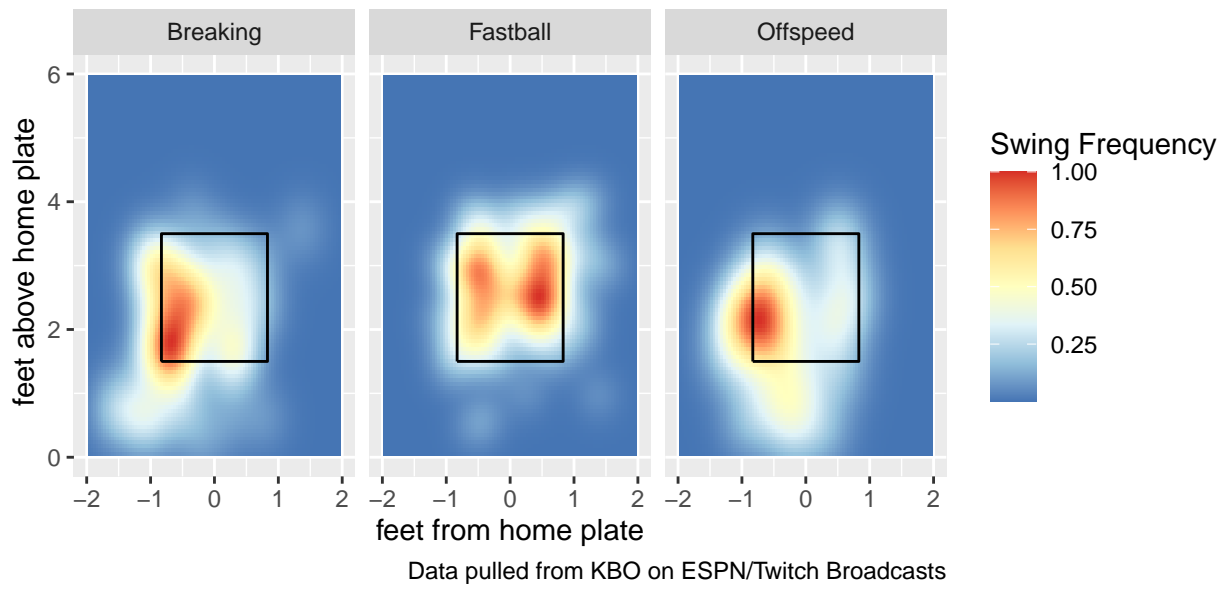 Breaking Fastball Offspeed
6
4
2
0
feet above home plate
−2 −1 0 1 2 −2 −1 0 1 2 −2 −1 0 1 2
feet from home plate
Swing Frequency
1.00
0.75
0.50
0.25
Data pulled from KBO on ESPN/Twitch Broadcasts